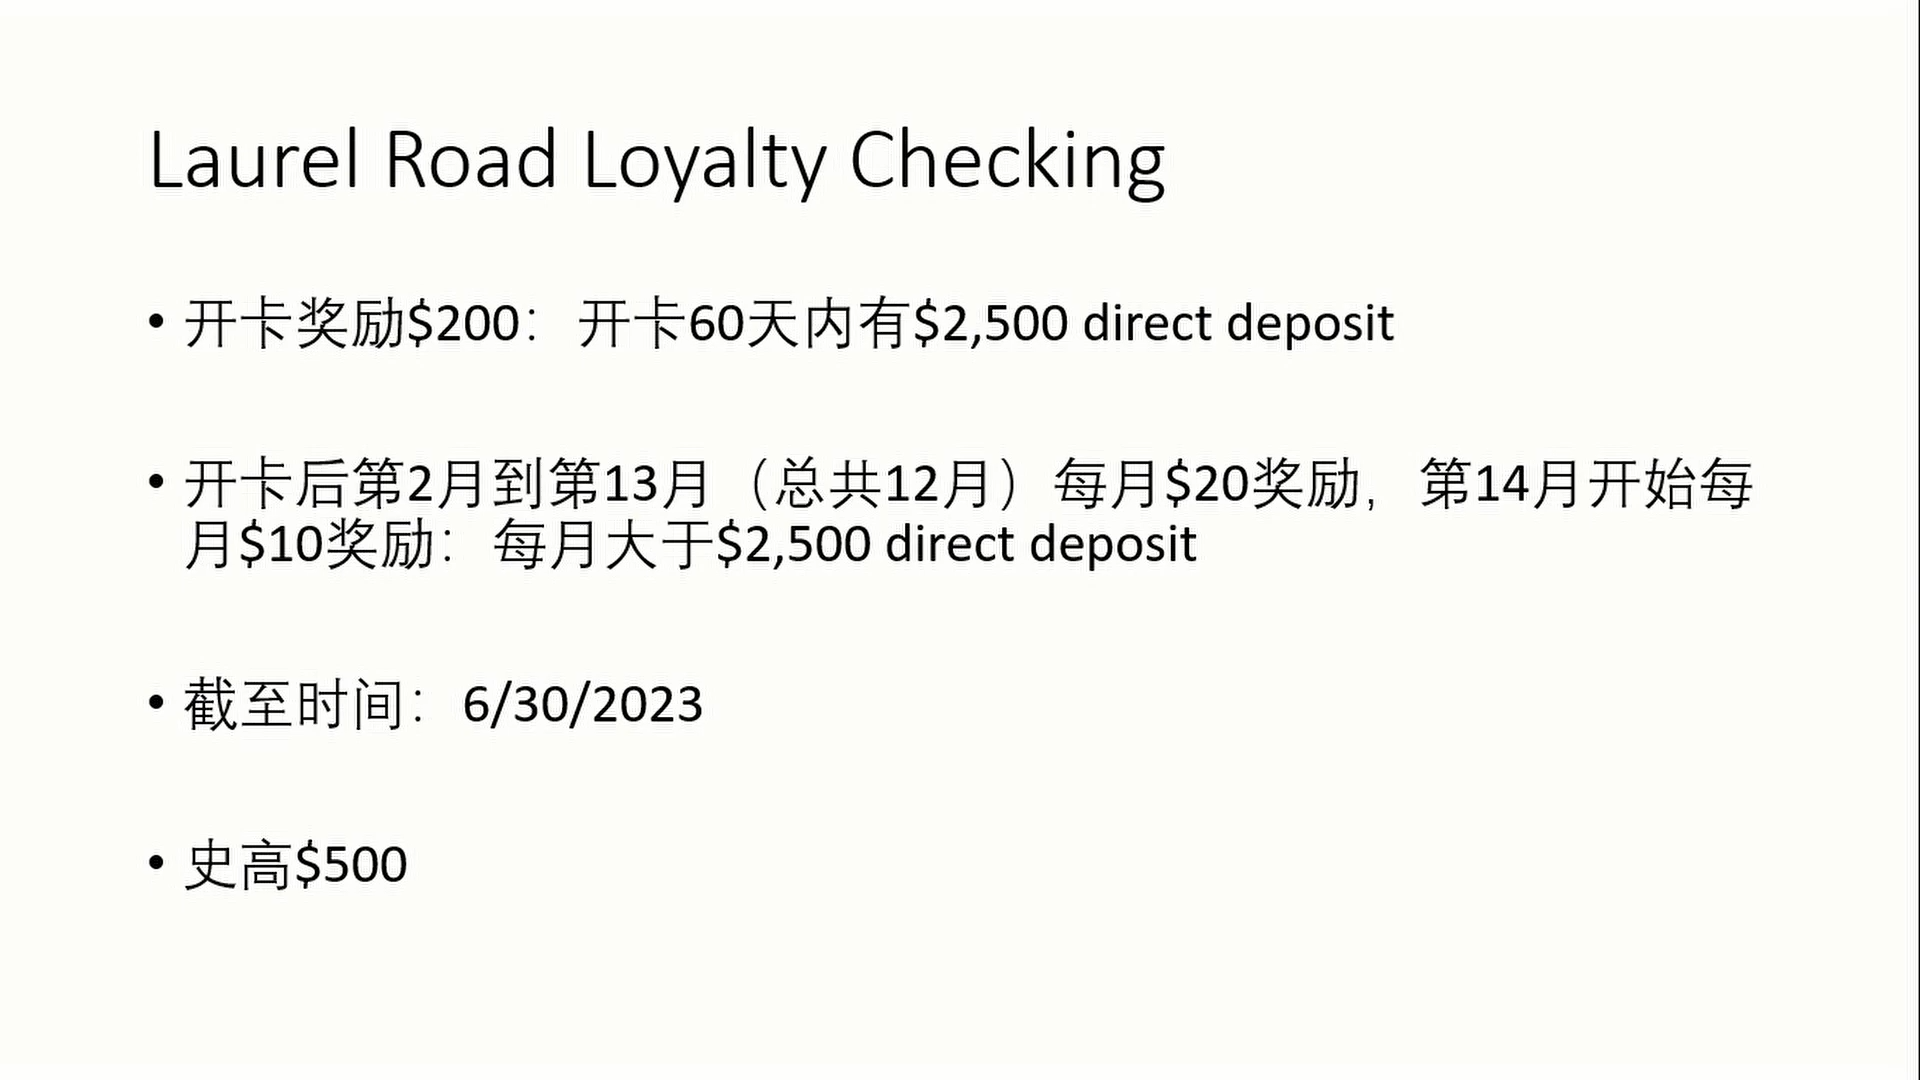 Laurel Road Loyalty Checking
• 开卡奖励$200：开卡60天内有$2,500 direct deposit
• 开卡后第2月到第13月（总共12月）每月$20奖励，第14月开始每
月$10奖励：每月大于$2,500 direct deposit
• 截至时间：6/30/2023
• 史高$500